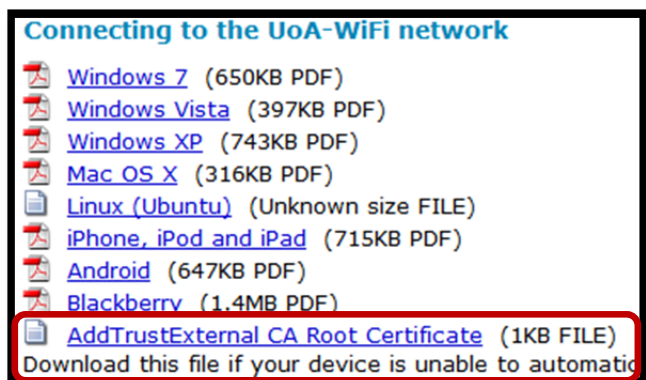 Connecting to the UoA-WiFi network
Windows 7 (650KB PDF)
Windows Vista (397KB PDF)
Windows XP (743KB PDF)
Mac OS X (316KB PDF)
Linux (Ubuntu) (Unknown size FILE)
iPhone, iPod and iPad (715KB PDF)
Android (647KB PDF)
Blackberry (1.4MB PDF)
AddTrustExternal CA Root Certificate (1KB FILE)
Download this file if your device is unable to automatic